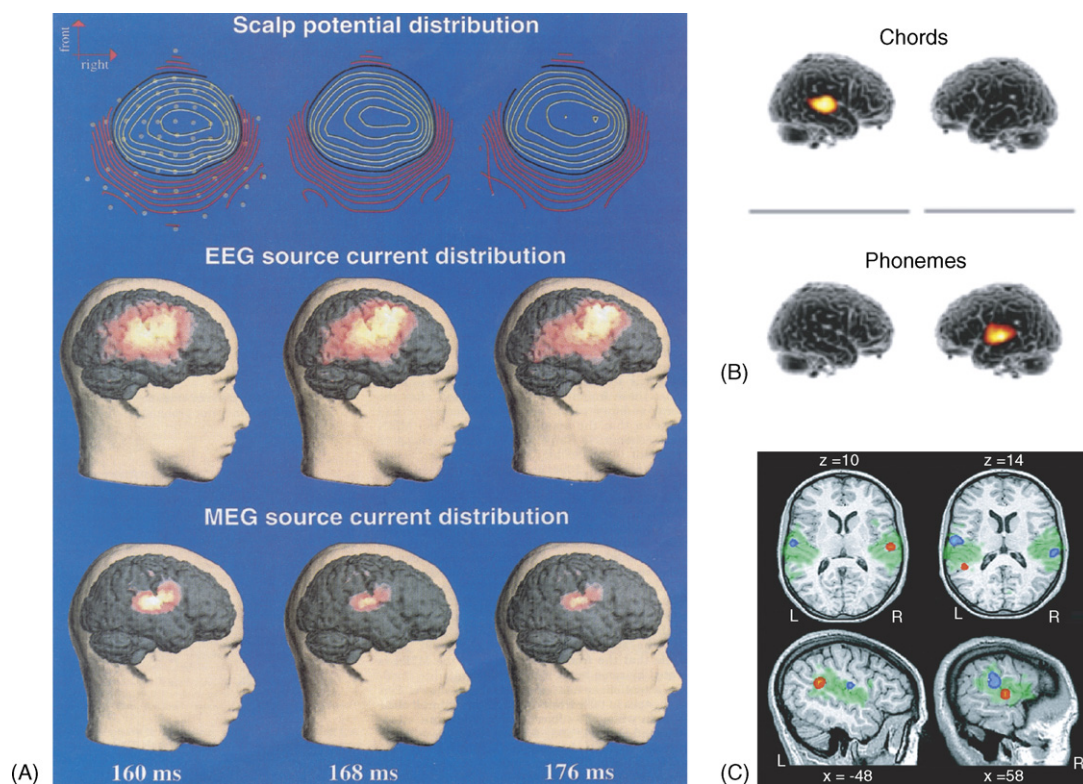 Scalp potential distribution
front
right
EEG source current distribution
MEG source current distribution
160 ms
168 ms
176 ms
(A)
Chords
Phonemes
(B)
z =10
z =14
L
R
L
R
L
R
x = -48
x =58
(C)